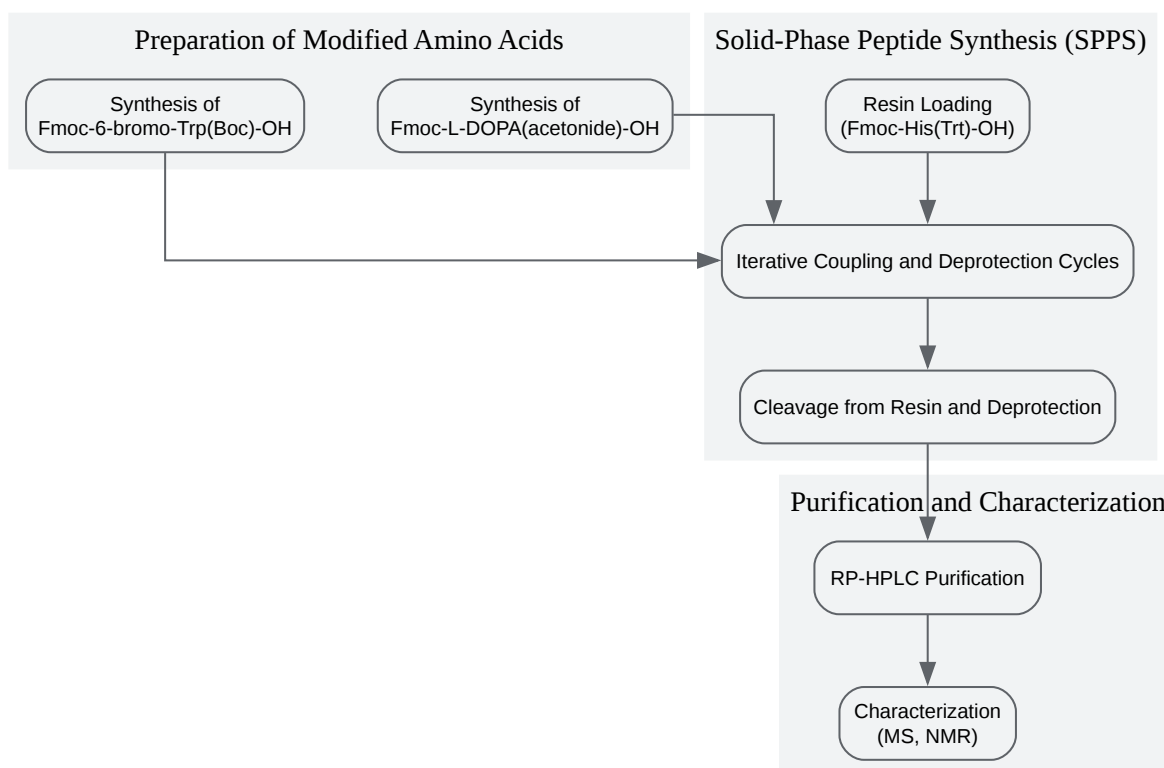 Preparation of Modified Amino Acids
Synthesis of
Fmoc-6-bromo-Trp(Boc)-OH
Synthesis of
Fmoc-L-DOPA(acetonide)-OH
Solid-Phase Peptide Synthesis (SPPS)
Resin Loading
(Fmoc-His(Trt)-OH)
Iterative Coupling and Deprotection Cycles
Cleavage from Resin and Deprotection
Purification and Characterization
RP-HPLC Purification
Characterization
(MS, NMR)